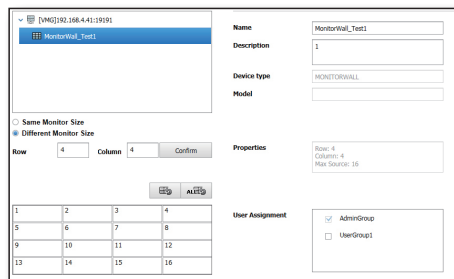 [VMG]192.168.4.41:19191
MonitorWall_Test1
Same Monitor Size
Different Monitor Size
Row 4 Column 4 Confirm
ALL
1 2 3 4
5 6 7 8
9 10 11 12
13 14 15 16
Name MonitorWall_Test1
Description 1
Device type MONITORWALL
Model
Properties Row: 4
Column: 4
Max Source: 16
User Assignment AdminGroup
UserGroup1